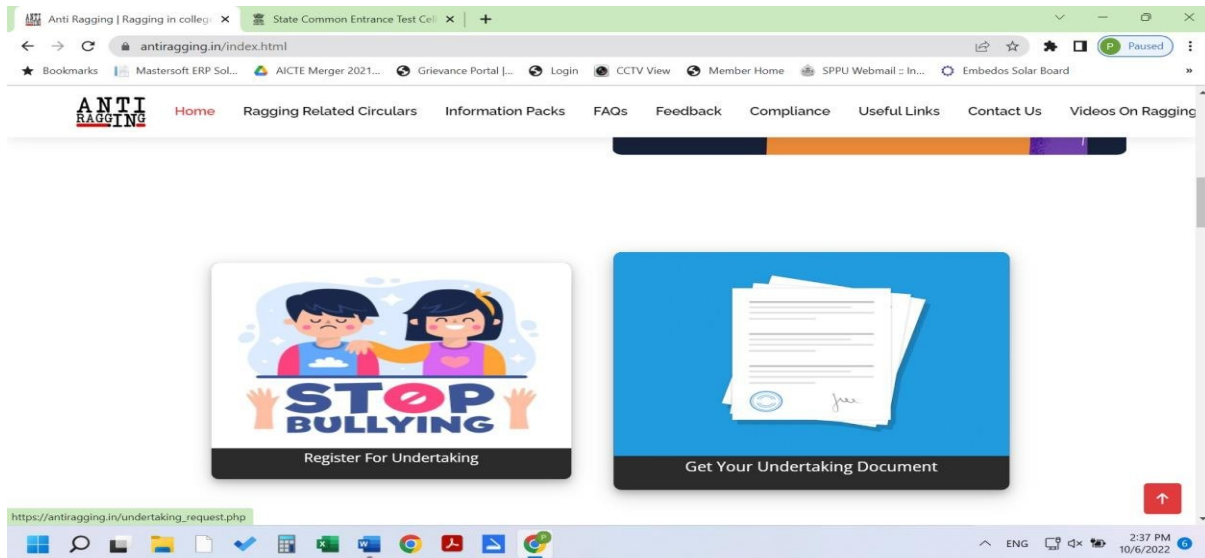 Anti Ragging | Ragging in colleg
State Common Entrance Test Cell
antiragging.in/index.html
P Paused
Bookmarks Mastersoft ERP Sol... AICTE Merger 2021... Grievance Portal |... Login CCTV View Member Home SPPU Webmail :: In... Embedos Solar Board »
ANTI
RAGGING
Home Ragging Related Circulars Information Packs FAQs Feedback Compliance Useful Links Contact Us Videos On Ragging
STOP
BULLYING
Register For Undertaking
Get Your Undertaking Document
https://antiragging.in/undertaking_request.php
ENG
2:37 PM
10/6/2022
6